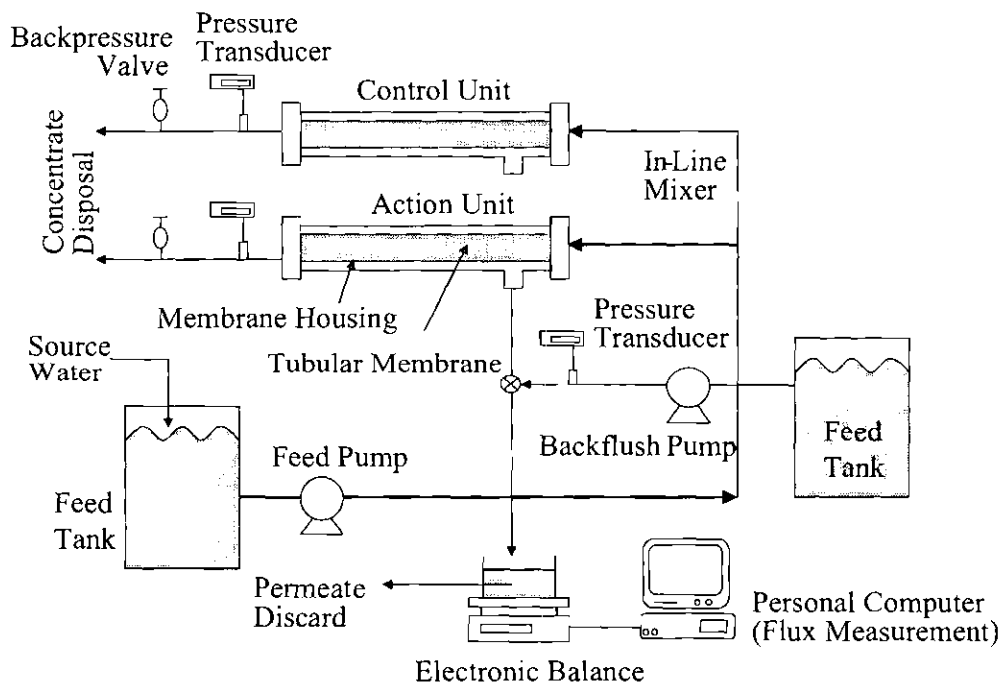 Pressure
Transducer
Backpressure
Valve
Control Unit
In-Line
Mixer
Concentrate
Disposal
Action Unit
Membrane Housing
Tubular Membrane
Pressure
Transducer
Source
Water
Feed Pump
Backflush Pump
Feed
Tank
Feed
Tank
Permeate
Discard
Personal Computer
(Flux Measurement)
Electronic Balance